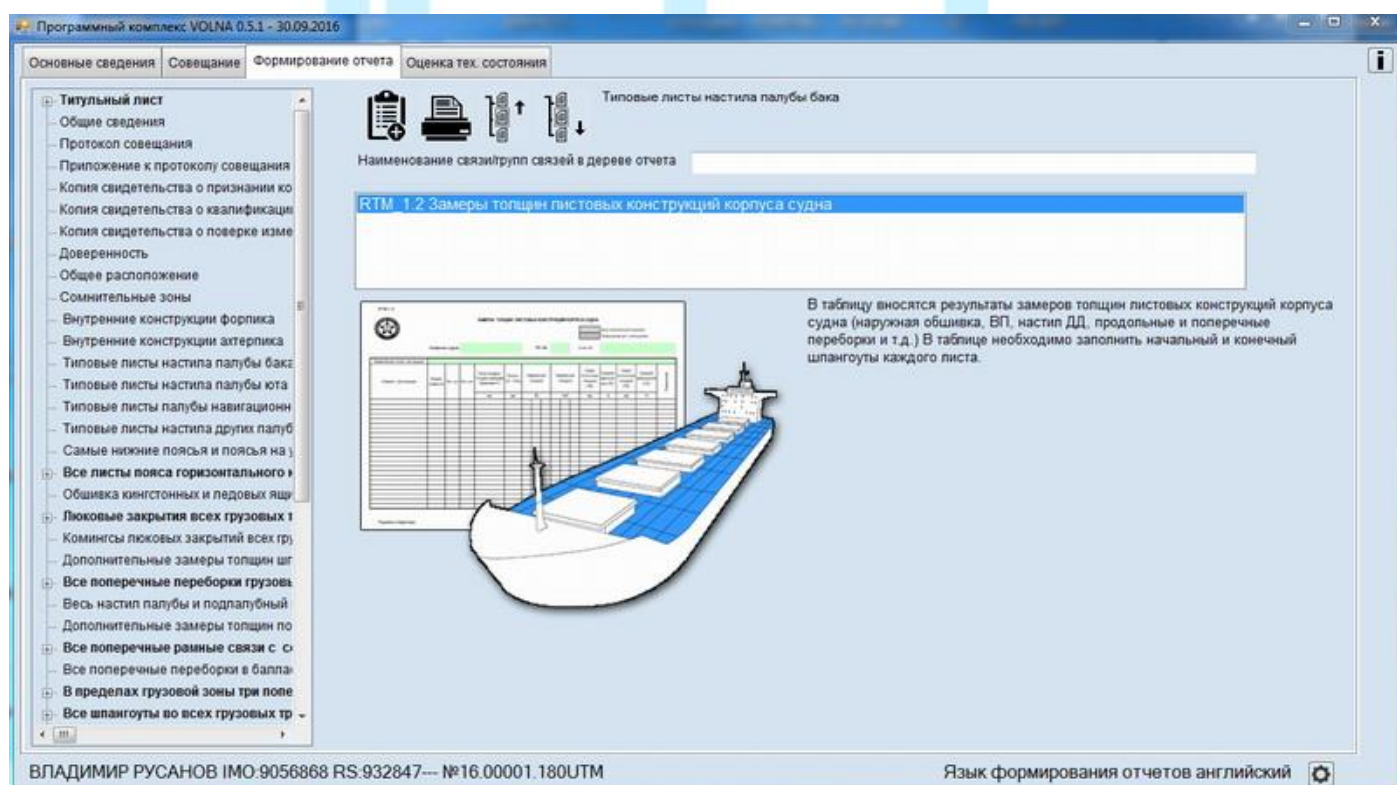 Программный комплекс VOLNA 0.5.1 - 30.09.2016
Основные сведения Совещание Формирование отчета Оценка тех. состояния
Титульный лист
Общие сведения
Протокол совещания
Приложение к протоколу совещания
Копия свидетельства о признании ко
Копия свидетельства о квалификации
Копия свидетельства о поверке изме
Доверенность
Общее расположение
Сомнительные зоны
Внутренние конструкции форпика
Внутренние конструкции ахтерпика
Типовые листы настила палубы бака
Типовые листы настила палубы юта
Типовые листы палубы навигационн
Типовые листы настила других палуб
Самые нижние поясья и поясья на у
Все листы пояса горизонтального к
Обшивка кингстонных и ледовых ящи
Люковые закрытия всех грузовых т
Комингсы люковых закрытий всех гру
Дополнительные замеры толщин шг
Все поперечные переборки грузовь
Весь настил палубы и подпалубный
Дополнительные замеры толщин по
Все поперечные рамные связи с с
Все поперечные переборки в балла
В пределах грузовой зоны три попе
Все шпангоуты во всех грузовых тр
Типовые листы настила палубы бака
Наименование связи/групп связей в дереве отчета
RTM_1.2 Замеры толщин листовых конструкций корпуса судна
В таблицу вносятся результаты замеров толщин листовых конструкций корпуса
судна (наружная обшивка, ВП, настил ДД, продольные и поперечные
переборки и т.д.) В таблице необходимо заполнить начальный и конечный
шпангоуты каждого листа.
ВЛАДИМИР РУСАНОВ IMO:9056868 RS:932847--- №16.00001.180UTM
Язык формирования отчетов английский